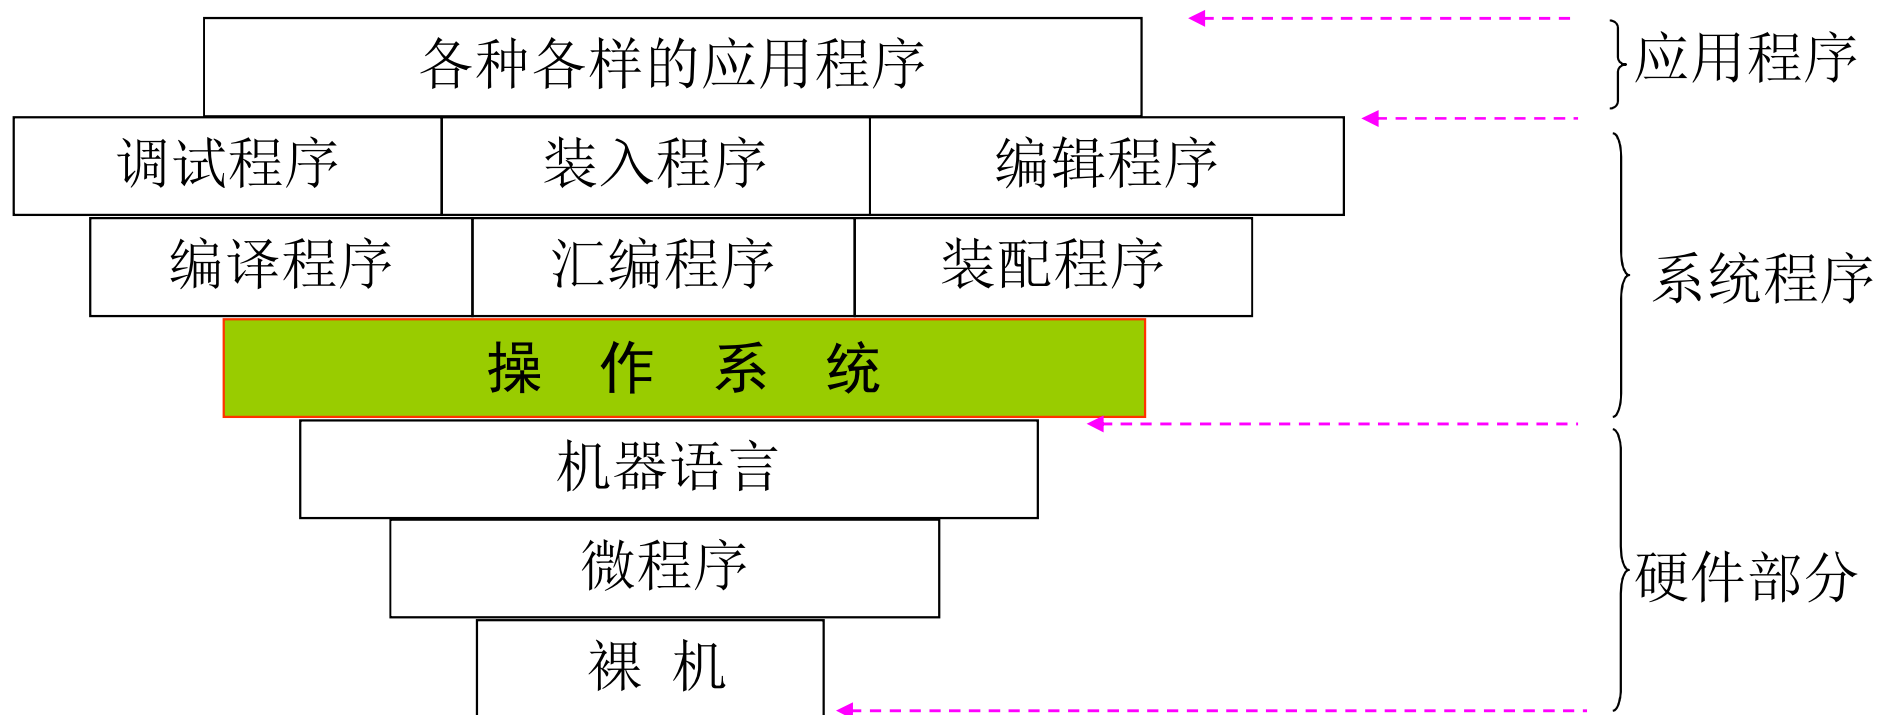 各种各样的应用程序
应用程序
调试程序 装入程序 编辑程序
编译程序 汇编程序 装配程序
系统程序
操 作 系 统
机器语言
微程序
硬件部分
裸 机